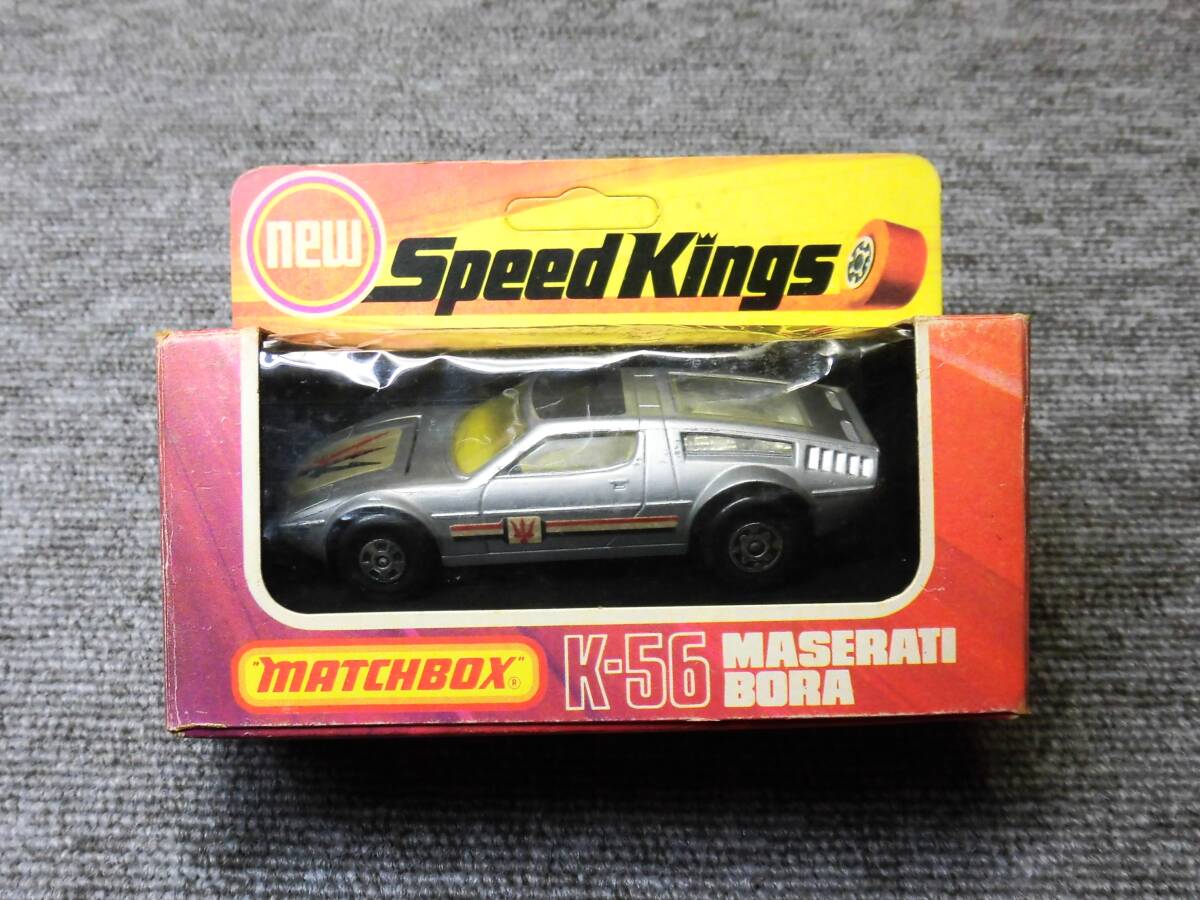 new
Speed Kings
"MATCHBOX"®
K-56
MASERATI
BORA